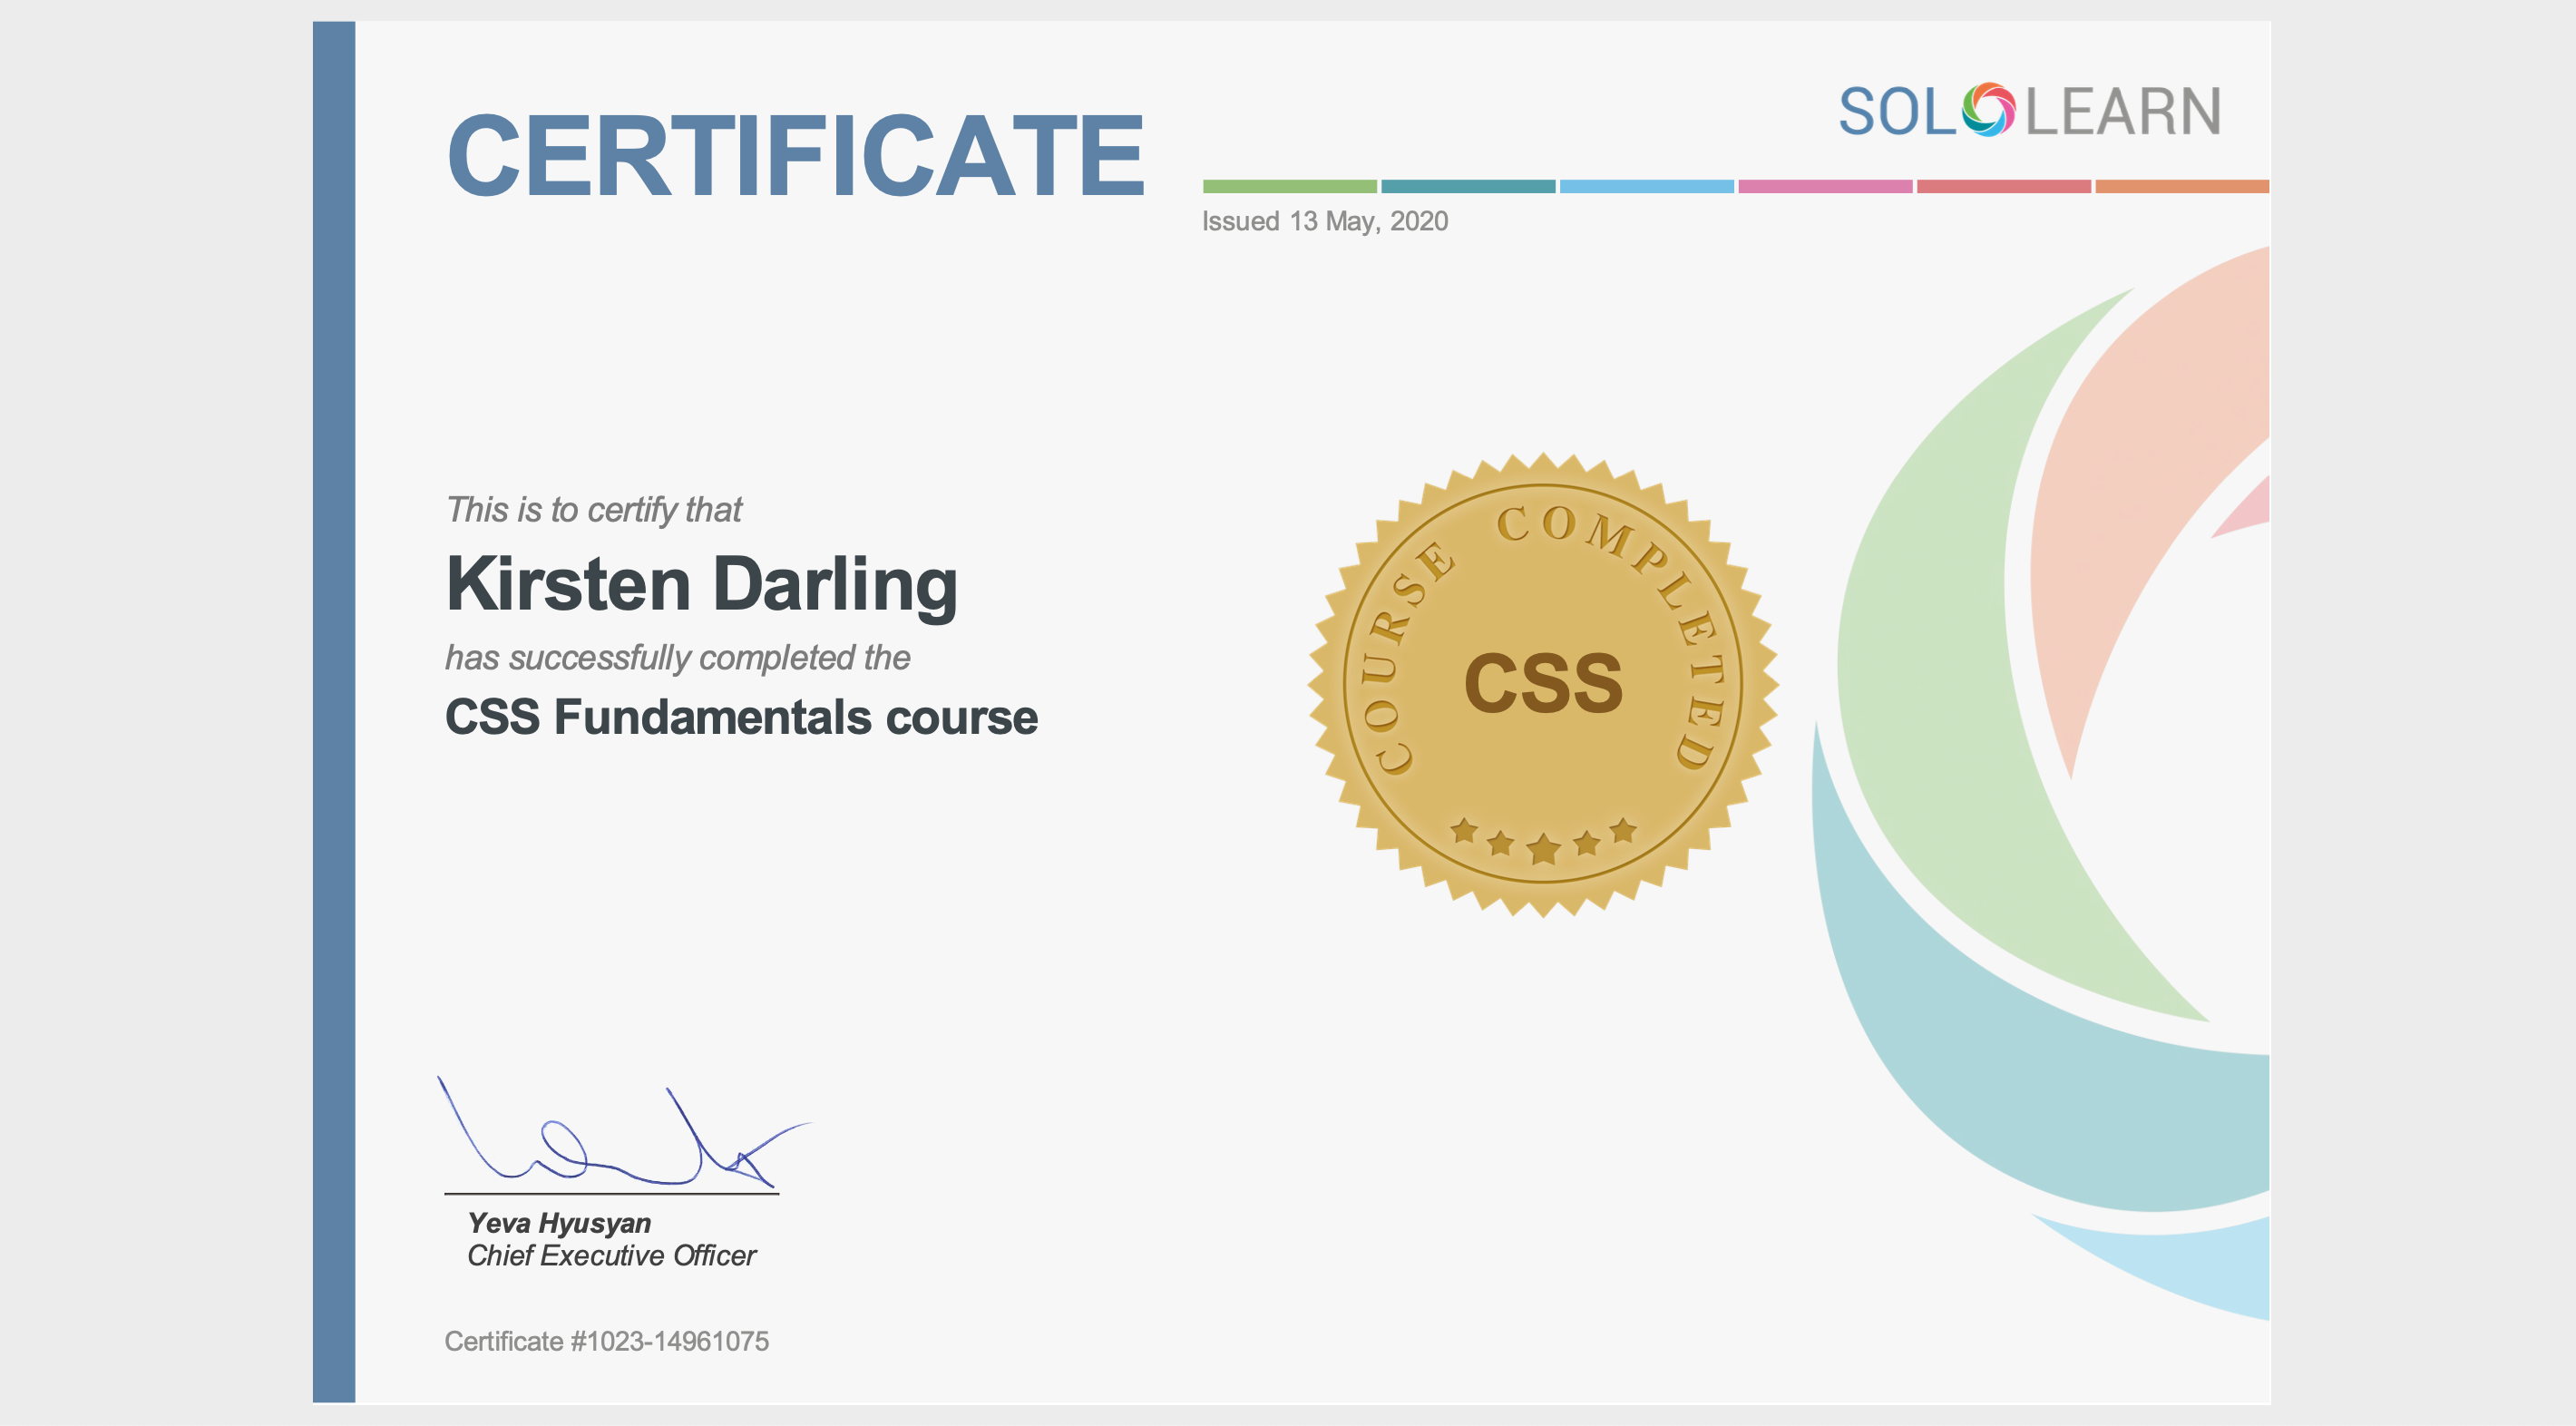 CERTIFICATE
SOLOLEARN
Issued 13 May, 2020
This is to certify that
Kirsten Darling
has successfully completed the
CSS Fundamentals course
COURSE COMPLETED
CSS
Yeva Hyusyan
Chief Executive Officer
Certificate #1023-14961075